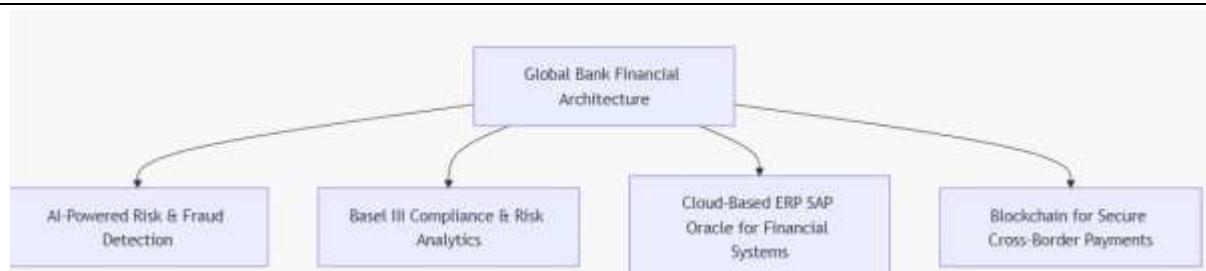 Global Bank Financial
Architecture
AI-Powered Risk & Fraud
Detection
Basel III Compliance & Risk
Analytics
Cloud-Based ERP SAP
Oracle for Financial
Systems
Blockchain for Secure
Cross-Border Payments